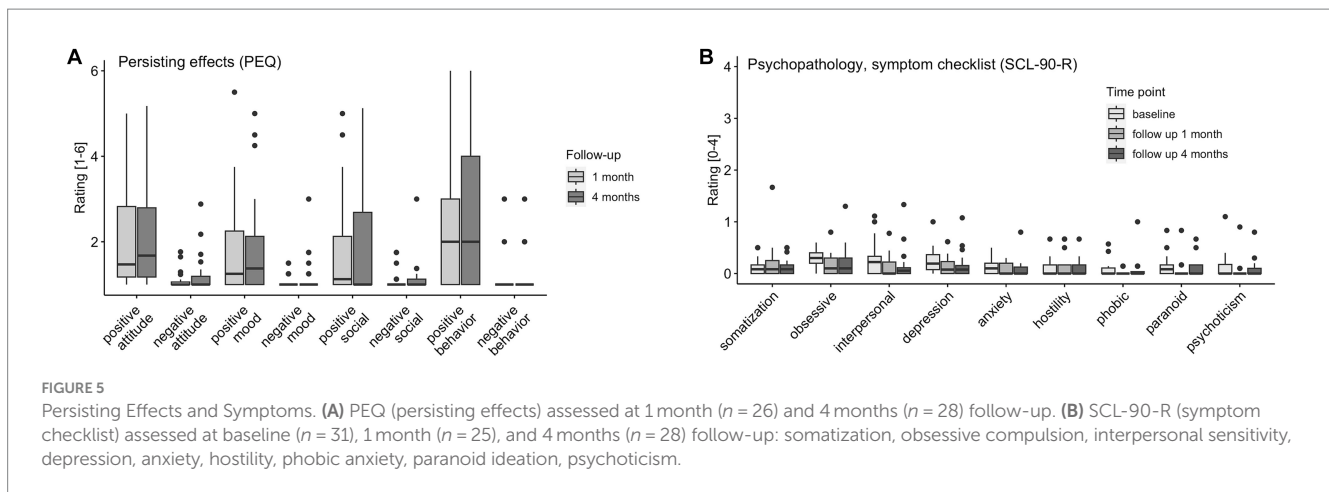 A
Persisting effects (PEQ)
6
4
2
Rating [1-6]
positive
attitude
negative
attitude
positive
mood
negative
mood
positive
social
negative
social
positive
behavior
negative
behavior
Follow-up
1 month
4 months
B
Psychopathology, symptom checklist (SCL-90-R)
4
3
2
1
0
Rating [0-4]
somatization
obsessive
interpersonal
depression
anxiety
hostility
phobic
paranoid
psychoticism
Time point
baseline
follow up 1 month
follow up 4 months
FIGURE 5
Persisting Effects and Symptoms. (A) PEQ (persisting effects) assessed at 1 month (n = 26) and 4 months (n = 28) follow-up. (B) SCL-90-R (symptom
checklist) assessed at baseline (n = 31), 1 month (n = 25), and 4 months (n = 28) follow-up: somatization, obsessive compulsion, interpersonal sensitivity,
depression, anxiety, hostility, phobic anxiety, paranoid ideation, psychoticism.